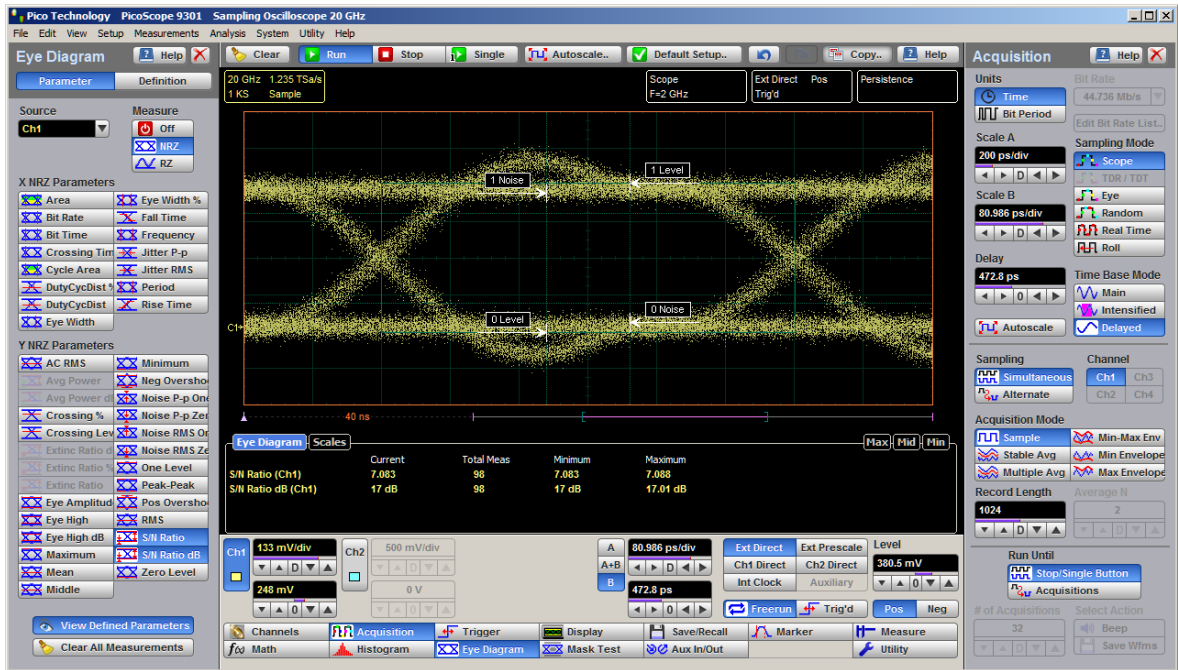 Pico Technology PicoScope 9301 Sampling Oscilloscope 20 GHz
File Edit View Setup Measurements Analysis System Utility Help
Eye Diagram
Help
Parameter
Definition
Source
Measure
Ch1
Off
NRZ
RZ
X NRZ Parameters
Area
Eye Width %
Bit Rate
Fall Time
Bit Time
Frequency
Crossing Tim
Jitter P-p
Cycle Area
Jitter RMS
DutyCycDist %
Period
DutyCycDist
Rise Time
Eye Width
Y NRZ Parameters
AC RMS
Minimum
Avg Power
Neg Oversho
Avg Power d
Noise P-p One
Crossing %
Noise P-p Zer
Crossing Lev
Noise RMS Or
Extinc Ratio d
Noise RMS Ze
Extinc Ratio %
One Level
Extinc Ratio
Peak-Peak
Eye Amplitud
Pos Oversho
Eye High
RMS
Eye High dB
S/N Ratio
Maximum
S/N Ratio dB
Mean
Zero Level
Middle
View Defined Parameters
Clear All Measurements
Clear
Run
Stop
Single
Autoscale..
Default Setup..
Copy..
Help
20 GHz 1.235 TSa/s
1 KS Sample
Scope
F=2 GHz
Ext Direct Pos
Trig'd
Persistence
1 Noise
1 Level
0 Level
0 Noise
C1
40 ns
Eye Diagram
Scales
Max
Mid
Min
Current Total Meas Minimum Maximum
S/N Ratio (Ch1) 7.083 98 7.083 7.088
S/N Ratio dB (Ch1) 17 dB 98 17 dB 17.01 dB
Ch1
133 mV/div
D
248 mV
0
Ch2
500 mV/div
D
0 V
0
A
A+B
B
80.986 ps/div
D
472.8 ps
0
Ext Direct
Ext Prescale
Ch1 Direct
Ch2 Direct
Int Clock
Auxiliary
Freerun
Trig'd
Level
380.5 mV
0
Pos
Neg
Channels
Acquisition
Trigger
Display
Save/Recall
Marker
Measure
f(x) Math
Histogram
Eye Diagram
Mask Test
Aux In/Out
Utility
Acquisition
Help
Units
Time
Bit Period
Bit Rate
44.736 Mb/s
Edit Bit Rate List..
Scale A
200 ps/div
D
Scale B
80.986 ps/div
D
Delay
472.8 ps
0
Autoscale
Sampling Mode
Scope
TDR / TDT
Eye
Random
Real Time
Roll
Time Base Mode
Main
Intensified
Delayed
Sampling
Simultaneous
Alternate
Channel
Ch1
Ch3
Ch2
Ch4
Acquisition Mode
Sample
Min-Max Env
Stable Avg
Min Envelope
Multiple Avg
Max Envelope
Record Length
1024
D
Average N
2
D
Run Until
Stop/Single Button
Acquisitions
# of Acquisitions
32
D
Select Action
Beep
Save Wfms